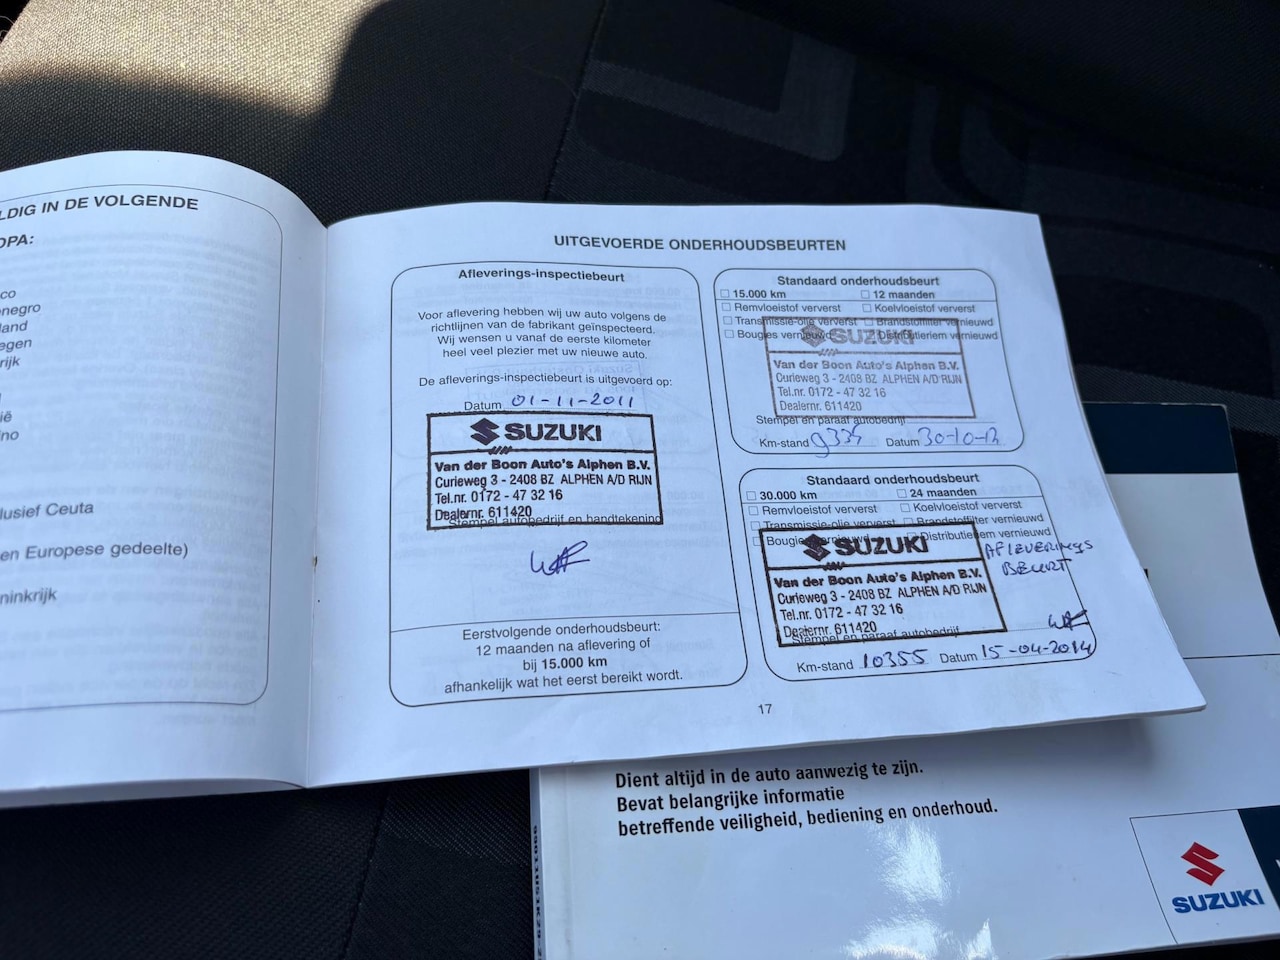 LDIG IN DE VOLGENDE
OPA:
co
enegro
land
egen
rijk
ië
ino
lusief Ceuta
en Europese gedeelte)
ninkrijk
UITGEVOERDE ONDERHOUDSBEURTEN
Afleverings-inspectiebeurt
Voor aflevering hebben wij uw auto volgens de
richtlijnen van de fabrikant geïnspecteerd.
Wij wensen u vanaf de eerste kilometer
heel veel plezier met uw nieuwe auto.
De afleverings-inspectiebeurt is uitgevoerd op:
Datum 01-11-2011
SUZUKI
Van der Boon Auto's Alphen B.V.
Curieweg 3 - 2408 BZ ALPHEN A/D RIJN
Tel.nr. 0172 - 47 32 16
Dealernr. 611420
Stempel autobedrijf en handtekening
Eerstvolgende onderhoudsbeurt:
12 maanden na aflevering of
bij 15.000 km
afhankelijk wat het eerst bereikt wordt.
Standaard onderhoudsbeurt
15.000 km 12 maanden
Remvloeistof ververst Koelvloeistof ververst
Transmissie-olie ververst Brandstoffilter vernieuwd
Bougies vernieuwd Distributieriem vernieuwd
SUZUKI
Van der Boon Auto's Alphen B.V.
Curieweg 3 - 2408 BZ ALPHEN A/D RIJN
Tel.nr. 0172 - 47 32 16
Dealernr. 611420
Stempel en paraaf autobedrijf
Km-stand 9335 Datum 30-10-12
Standaard onderhoudsbeurt
30.000 km 24 maanden
Remvloeistof ververst Koelvloeistof ververst
Transmissie-olie ververst Brandstoffilter vernieuwd
Bougies vernieuwd Distributieriem vernieuwd
SUZUKI
AFLEVERINGS
BEURT
Van der Boon Auto's Alphen B.V.
Curieweg 3 - 2408 BZ ALPHEN A/D RIJN
Tel.nr. 0172 - 47 32 16
Dealernr. 611420
Stempel en paraaf autobedrijf
Km-stand 10355 Datum 15-04-2014
17
Dient altijd in de auto aanwezig te zijn.
Bevat belangrijke informatie
betreffende veiligheid, bediening en onderhoud.
SUZUKI